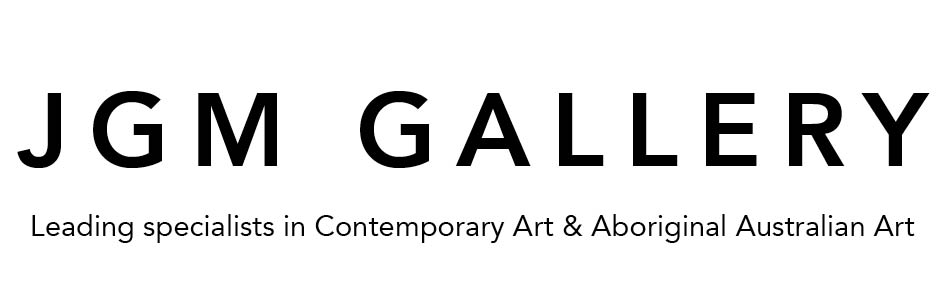 JGM GALLERY
Leading specialists in Contemporary Art & Aboriginal Australian Art